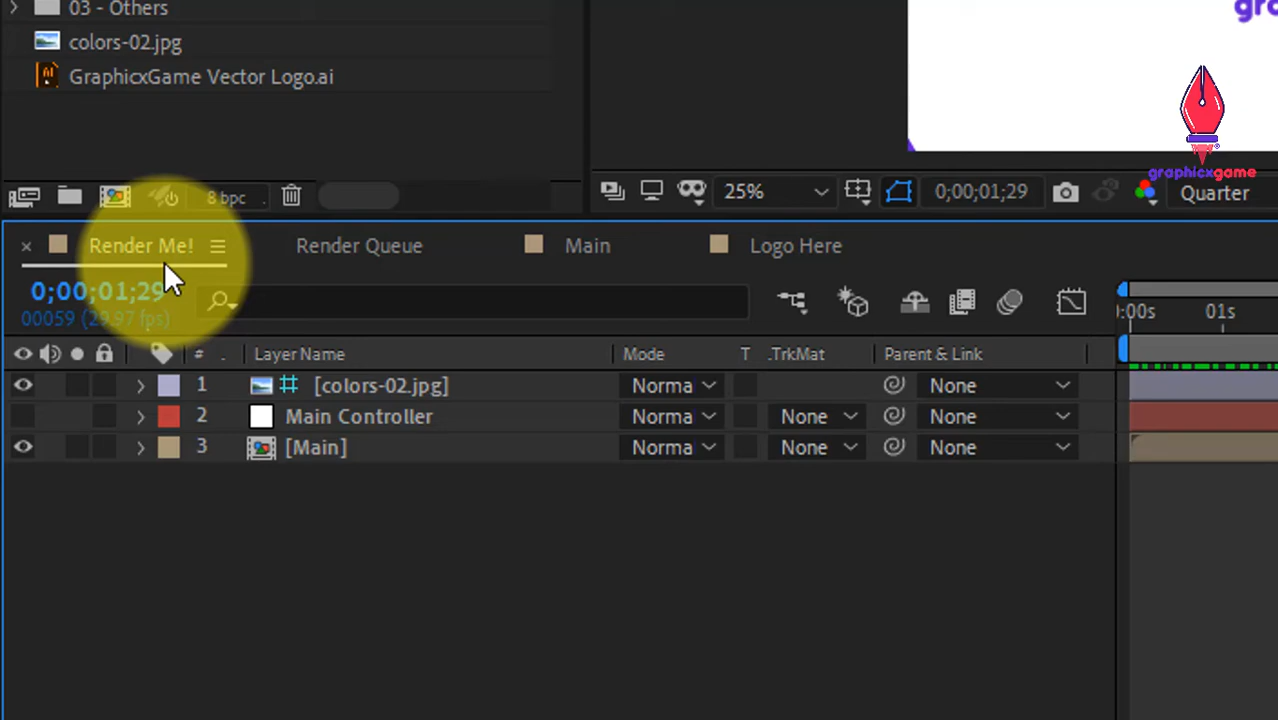 03 - Others
colors-02.jpg
GraphicxGame Vector Logo.ai
gra
graphicxgame
8 bpc
25%
0;00;01;29
Quarter
Render Me!
Render Queue
Main
Logo Here
0;00;01;29
00059 (29.97 fps)
0:00s
01s
#
Layer Name
Mode
T
.TrkMat
Parent & Link
1
[colors-02.jpg]
Norma
None
2
Main Controller
Norma
None
None
3
[Main]
Norma
None
None